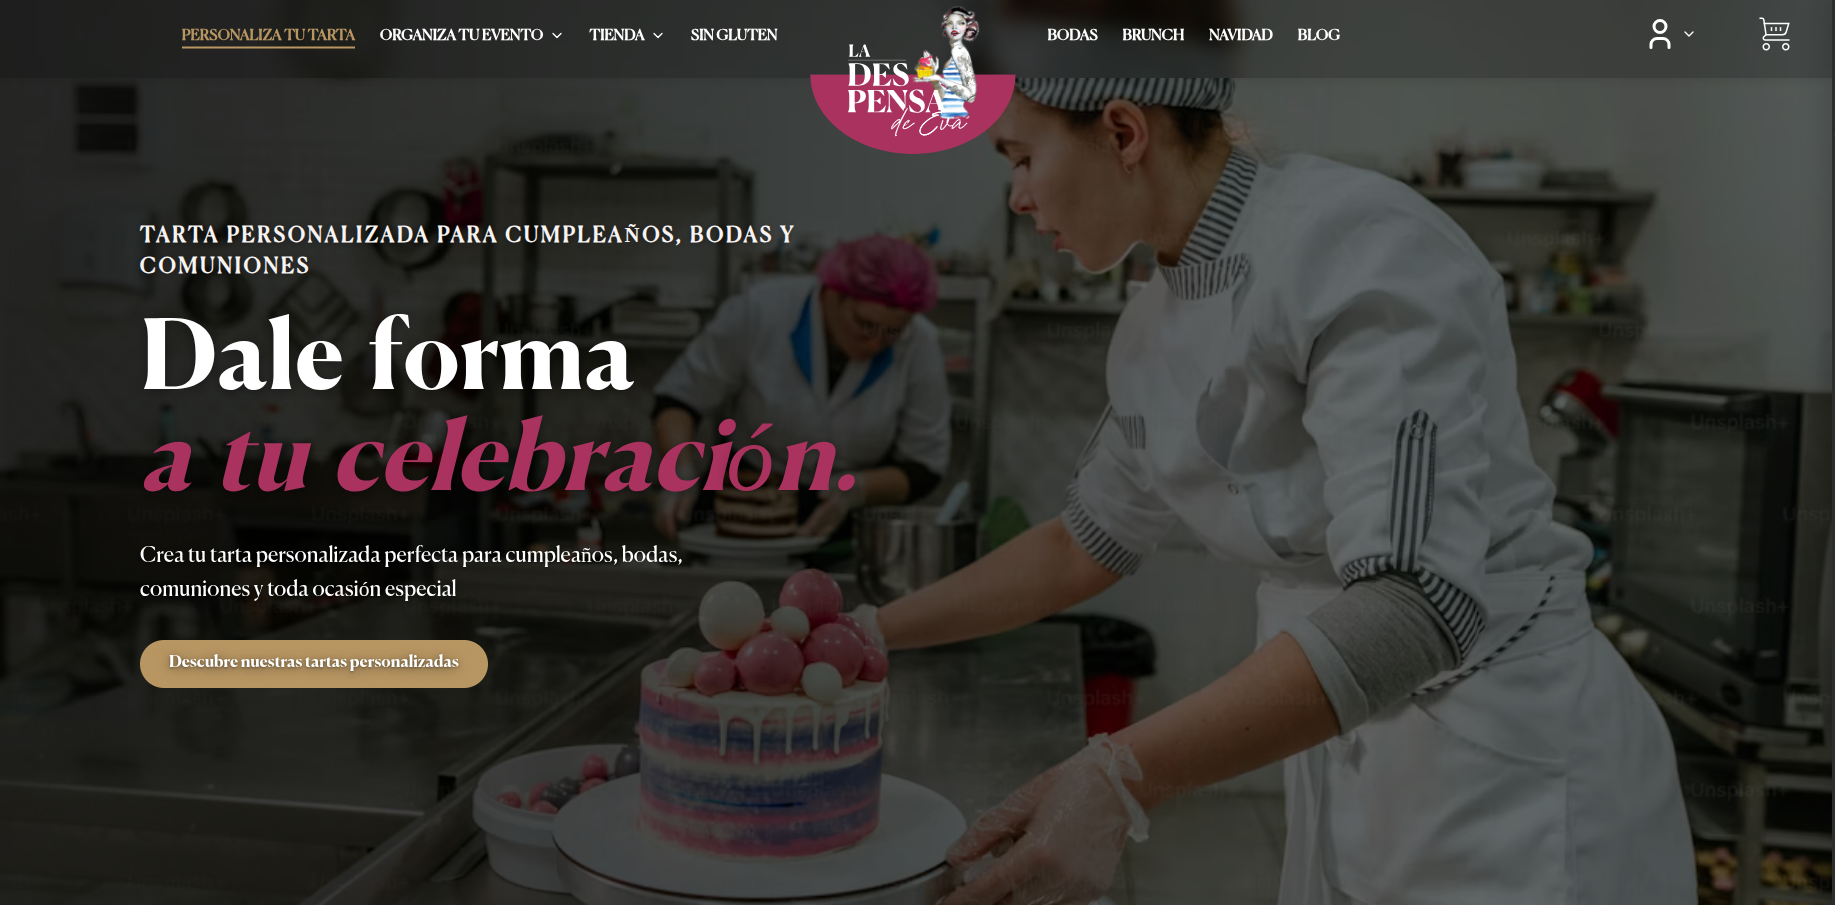 PERSONALIZA TU TARTA
ORGANIZA TU EVENTO
TIENDA
SIN GLUTEN
LA
DES
PENSA
de Eva
BODAS
BRUNCH
NAVIDAD
BLOG
TARTA PERSONALIZADA PARA CUMPLEAÑOS, BODAS Y
COMUNIONES
Dale forma
a tu celebración.
Crea tu tarta personalizada perfecta para cumpleaños, bodas,
comuniones y toda ocasión especial
Descubre nuestras tartas personalizadas
Unsplash+